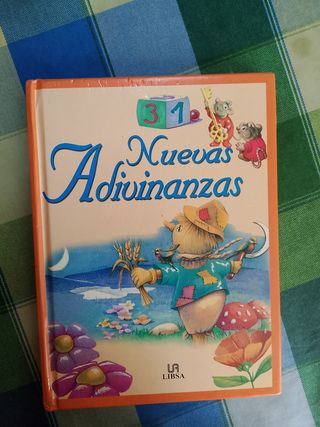 31
Nuevas
Adivinanzas
LIBSA